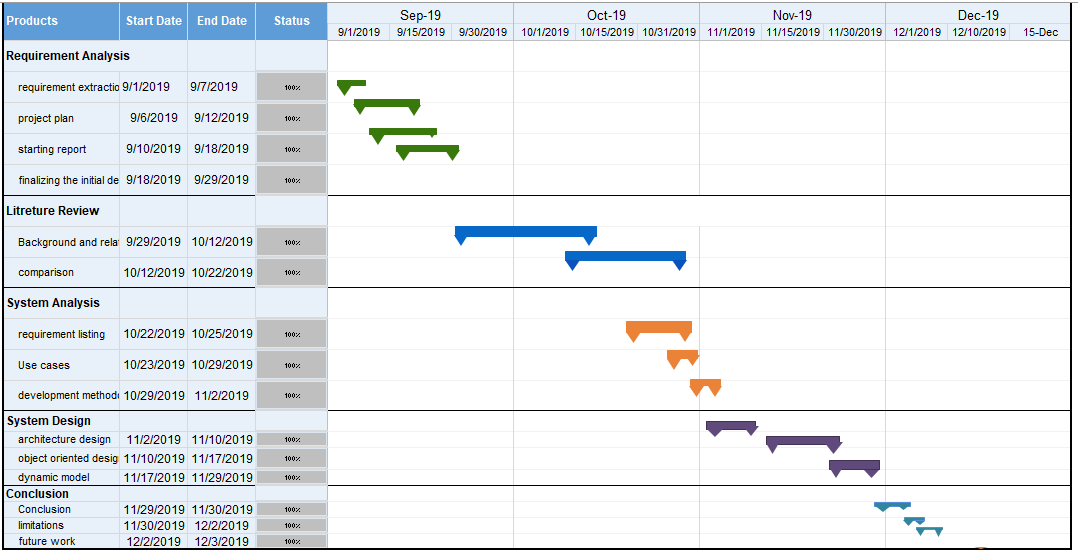 Products Start Date End Date Status Sep-19 Oct-19 Nov-19 Dec-19
9/1/2019 9/15/2019 9/30/2019 10/1/2019 10/15/2019 10/31/2019 11/1/2019 11/15/2019 11/30/2019 12/1/2019 12/10/2019 15-Dec
Requirement Analysis
requirement extractio 9/1/2019 9/7/2019 100%
project plan 9/6/2019 9/12/2019 100%
starting report 9/10/2019 9/18/2019 100%
finalizing the initial de 9/18/2019 9/29/2019 100%
Litreture Review
Background and rela 9/29/2019 10/12/2019 100%
comparison 10/12/2019 10/22/2019 100%
System Analysis
requirement listing 10/22/2019 10/25/2019 100%
Use cases 10/23/2019 10/29/2019 100%
development methodo 10/29/2019 11/2/2019 100%
System Design
architecture design 11/2/2019 11/10/2019 100%
object oriented desig 11/10/2019 11/17/2019 100%
dynamic model 11/17/2019 11/29/2019 100%
Conclusion
Conclusion 11/29/2019 11/30/2019 100%
limitations 11/30/2019 12/2/2019 100%
future work 12/2/2019 12/3/2019 100%